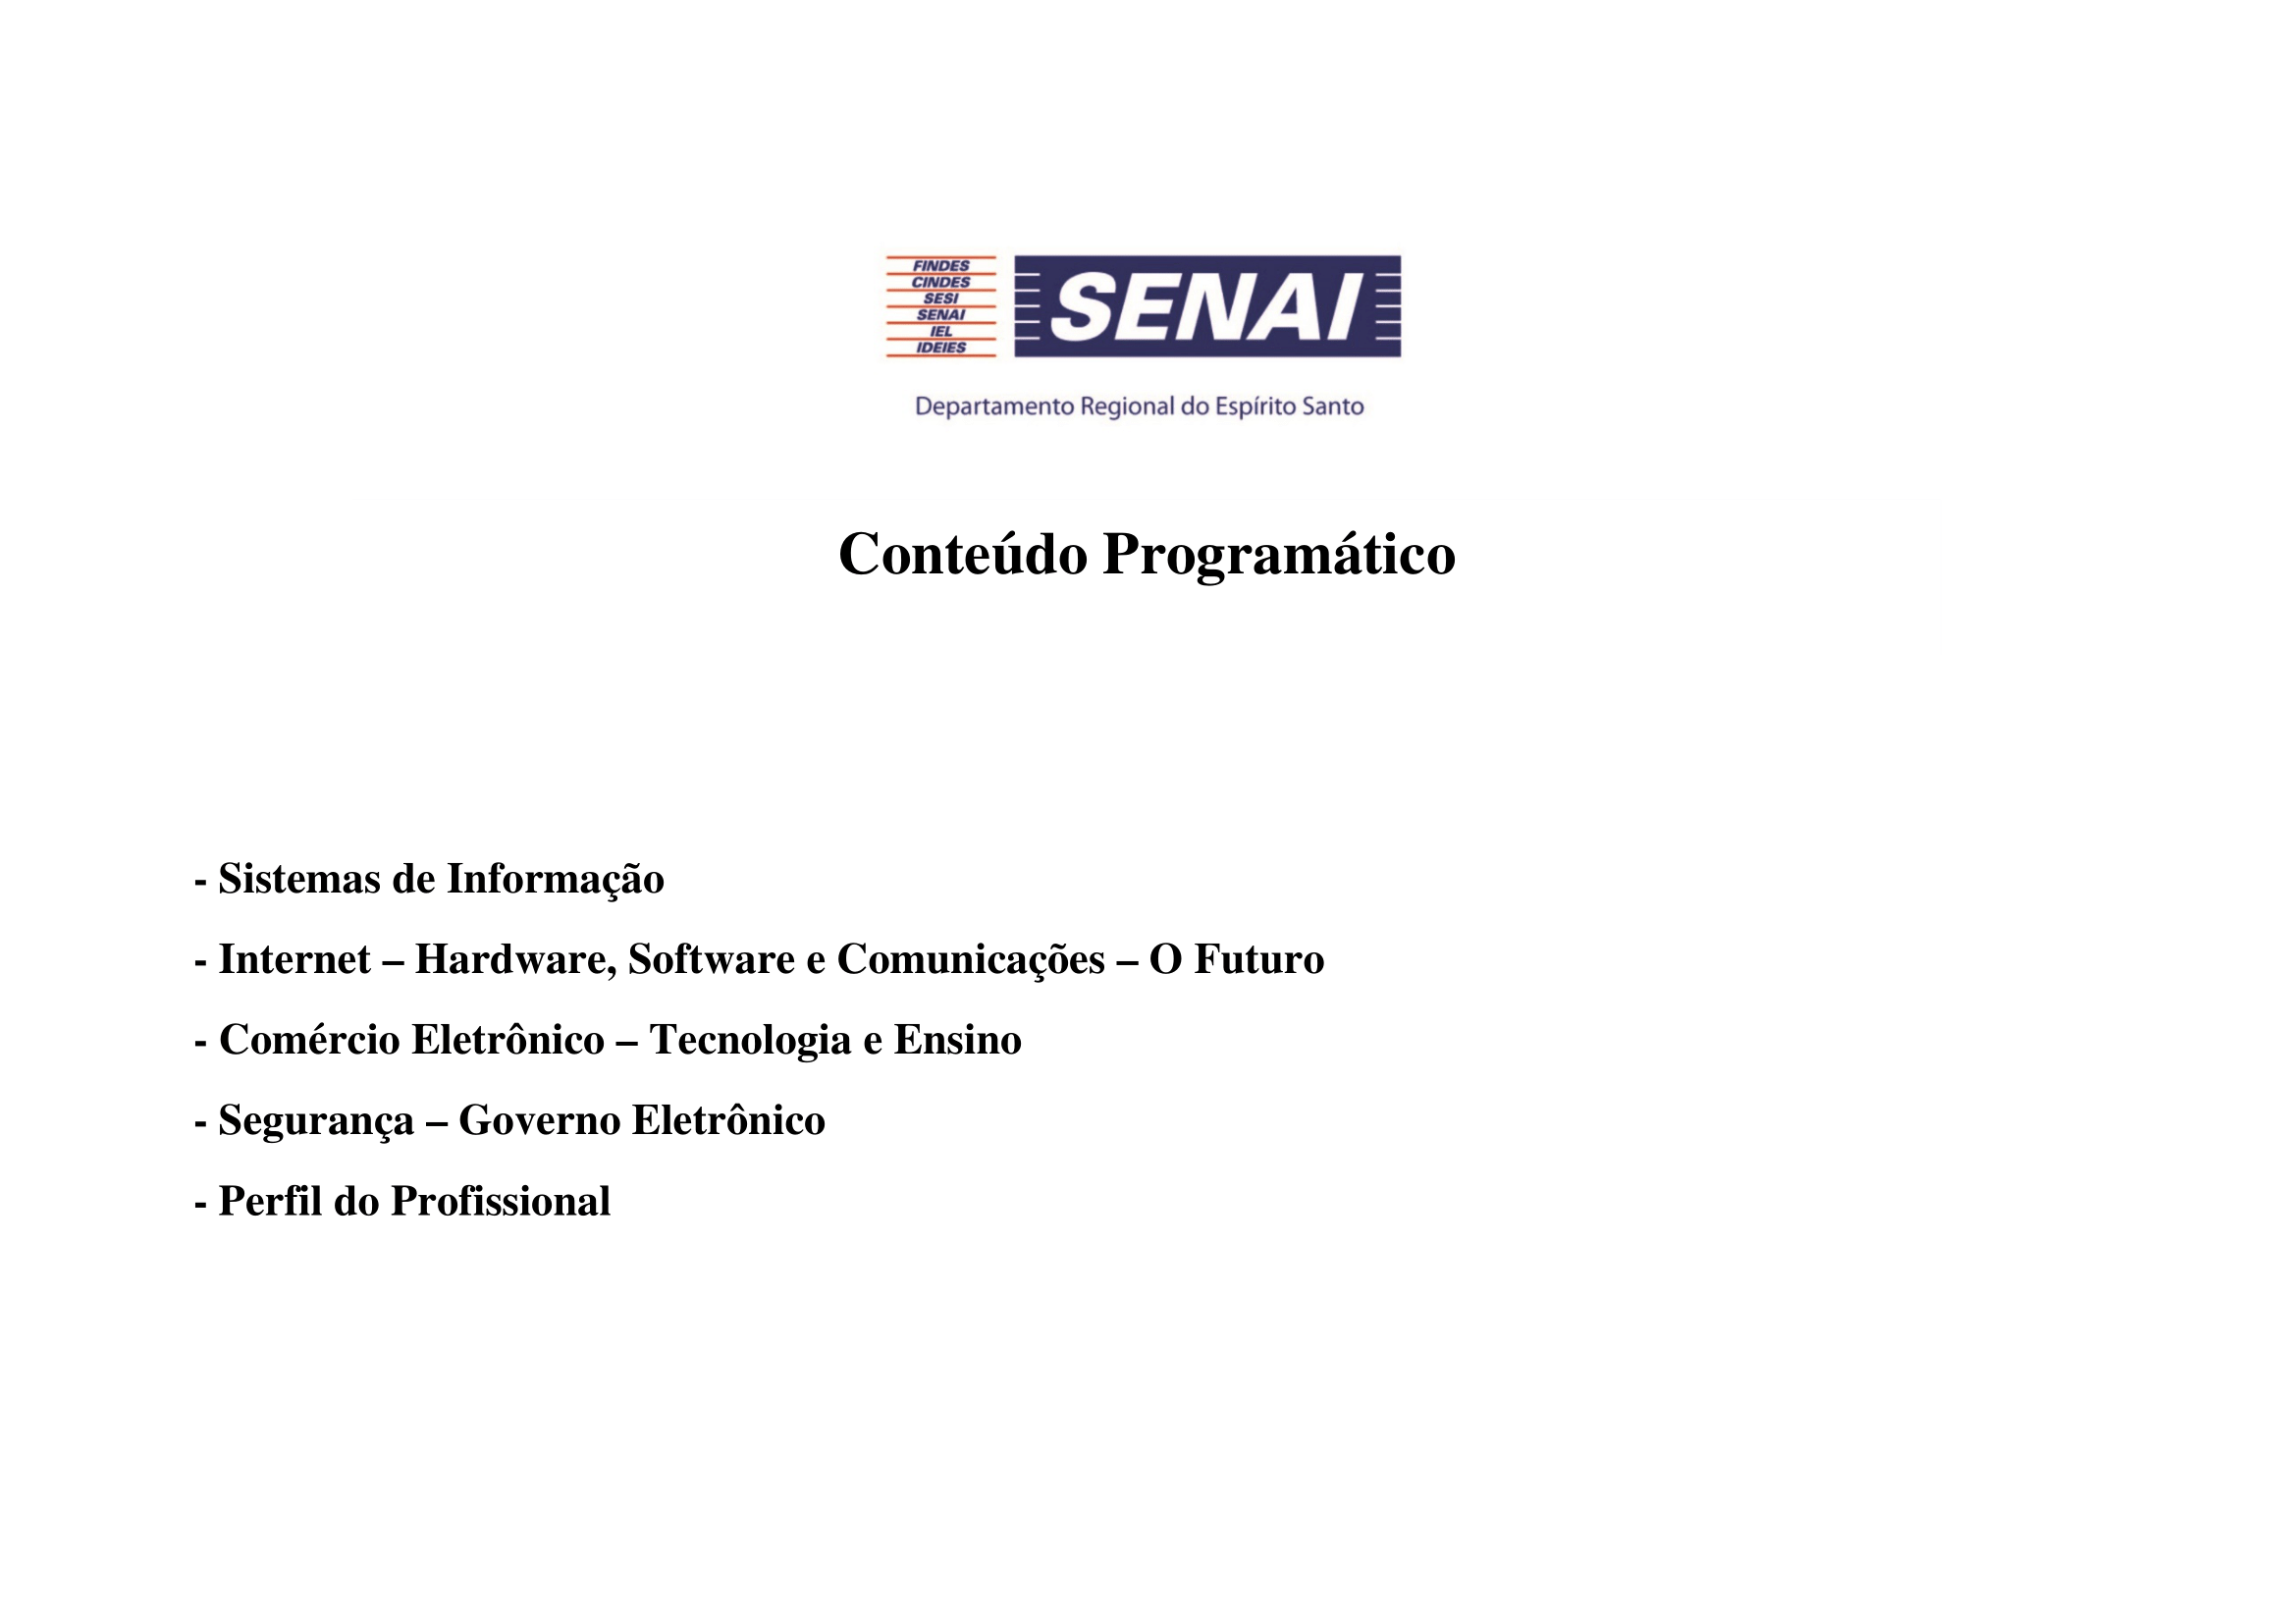 FINDES
CINDES
SESI
SENAI
IEL
IDEIES
SENAI
Departamento Regional do Espírito Santo
Conteúdo Programático
- Sistemas de Informação
- Internet – Hardware, Software e Comunicações – O Futuro
- Comércio Eletrônico – Tecnologia e Ensino
- Segurança – Governo Eletrônico
- Perfil do Profissional